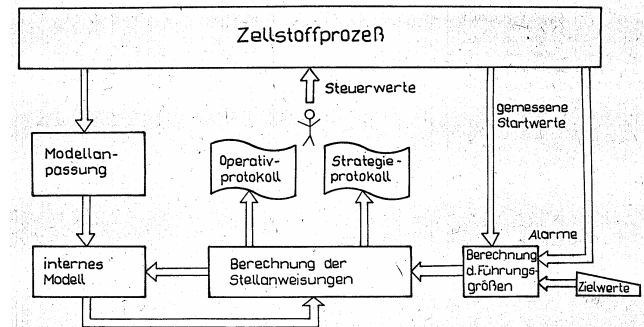 Zellstoffprozeß
Steuerwerte
gemessene
Startwerte
Modellan-
passung
Operativ-
protokoll
Strategie-
protokoll
Alarme
internes
Modell
Berechnung der
Stellanweisungen
Berechnung
d. Führungs-
größen
Zielwerte